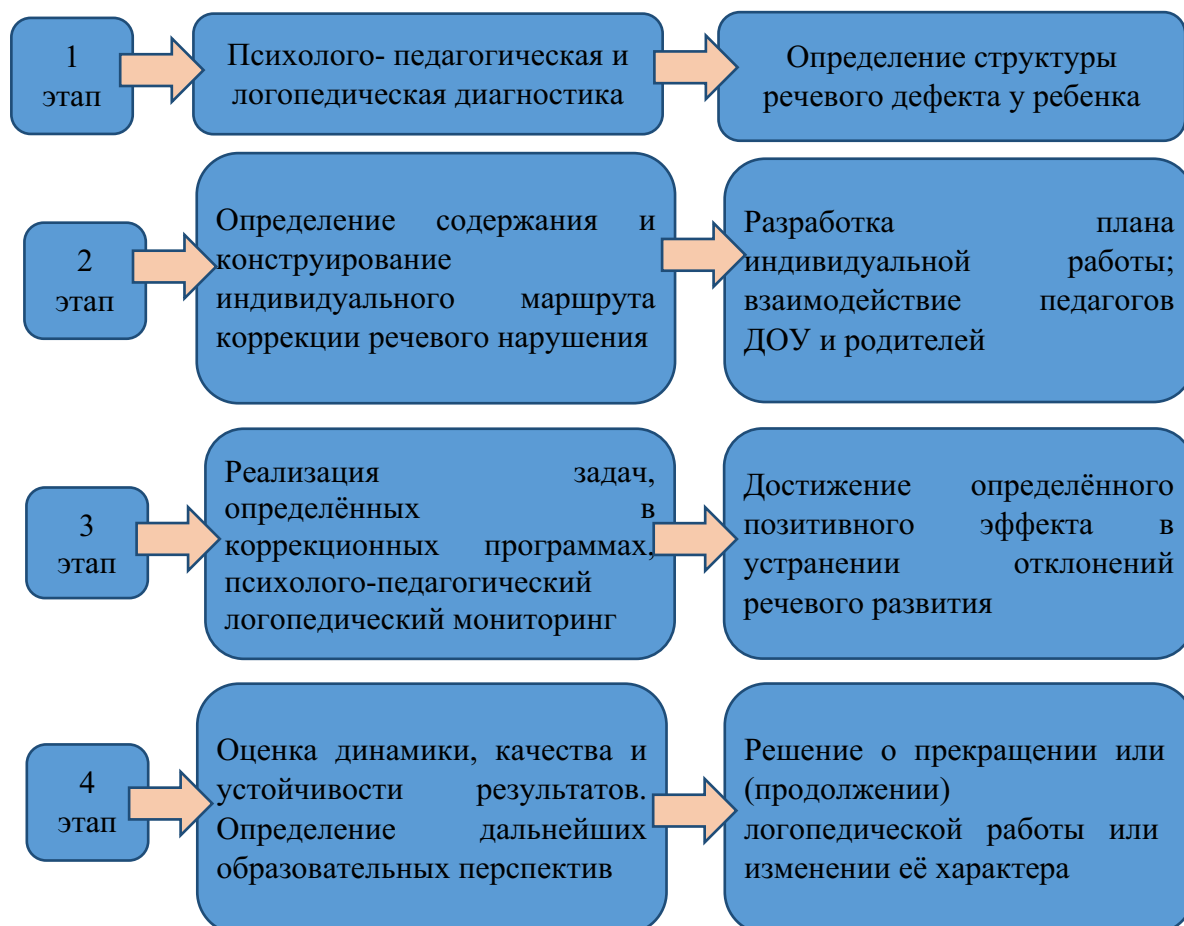 1
этап
Психолого- педагогическая и
логопедическая диагностика
Определение структуры
речевого дефекта у ребенка
2
этап
Определение содержания и
конструирование
индивидуального маршрута
коррекции речевого нарушения
Разработка плана
индивидуальной работы;
взаимодействие педагогов
ДОУ и родителей
3
этап
Реализация задач,
определённых в
коррекционных программах,
психолого-педагогический
логопедический мониторинг
Достижение определённого
позитивного эффекта в
устранении отклонений
речевого развития
4
этап
Оценка динамики, качества и
устойчивости результатов.
Определение дальнейших
образовательных перспектив
Решение о прекращении или
(продолжении)
логопедической работы или
изменении её характера